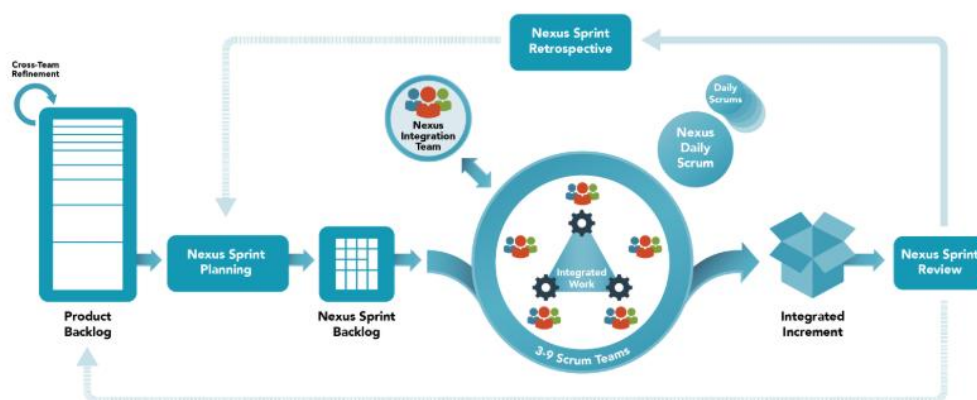 Nexus Sprint
Retrospective
Cross-Team
Refinement
Daily
Scrums
Nexus
Integration
Team
Nexus
Daily
Scrum
Nexus Sprint
Planning
Integrated
Work
Nexus Sprint
Review
Product
Backlog
Nexus Sprint
Backlog
Integrated
Increment
3-9 Scrum Teams